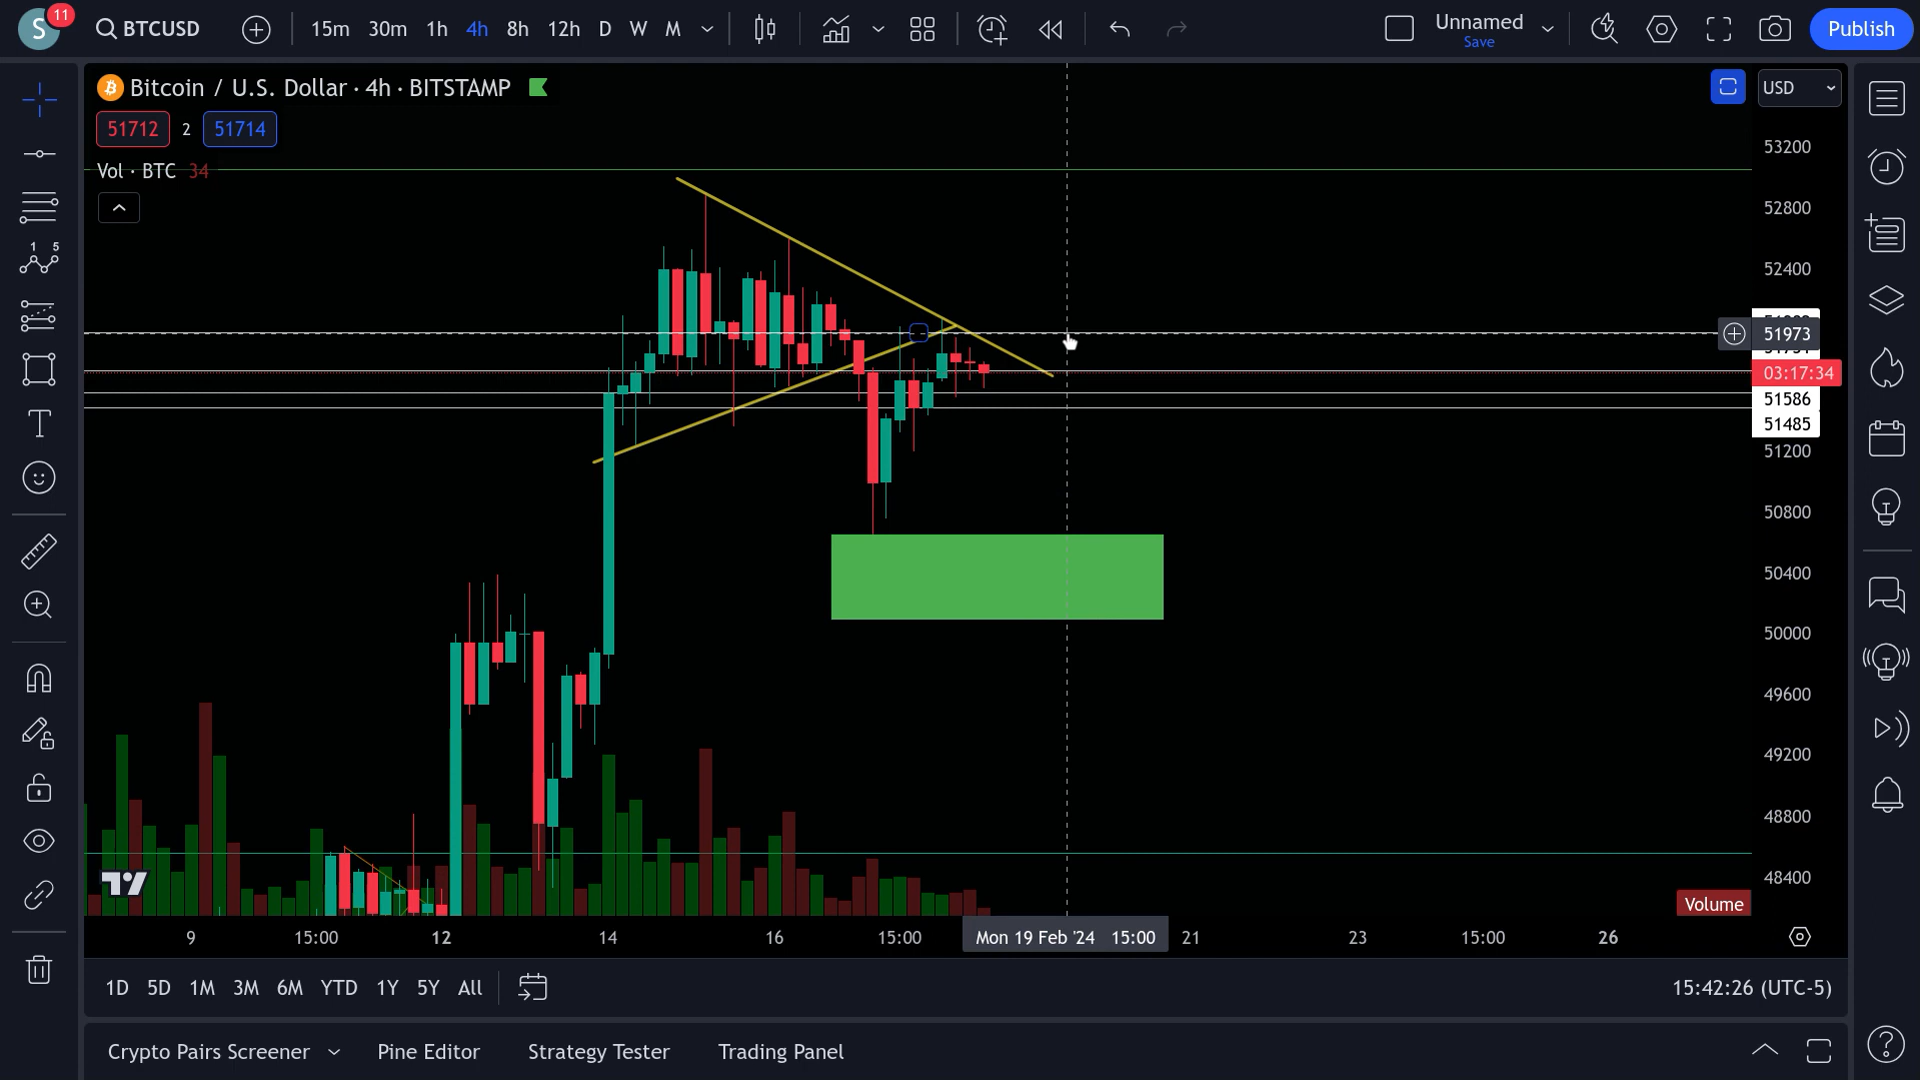 S
11
BTCUSD
15m 30m 1h 4h 8h 12h D W M
Unnamed
Save
Publish
Bitcoin / U.S. Dollar · 4h · BITSTAMP
USD
51712 2 51714
Vol · BTC 34
1 5
T
53200
52800
52400
51973
03:17:34
51586
51485
51200
50800
50400
50000
49600
49200
48800
48400
Volume
9 15:00 12 14 16 15:00 Mon 19 Feb '24 15:00 21 23 15:00 26
1D 5D 1M 3M 6M YTD 1Y 5Y All
15:42:26 (UTC-5)
Crypto Pairs Screener Pine Editor Strategy Tester Trading Panel